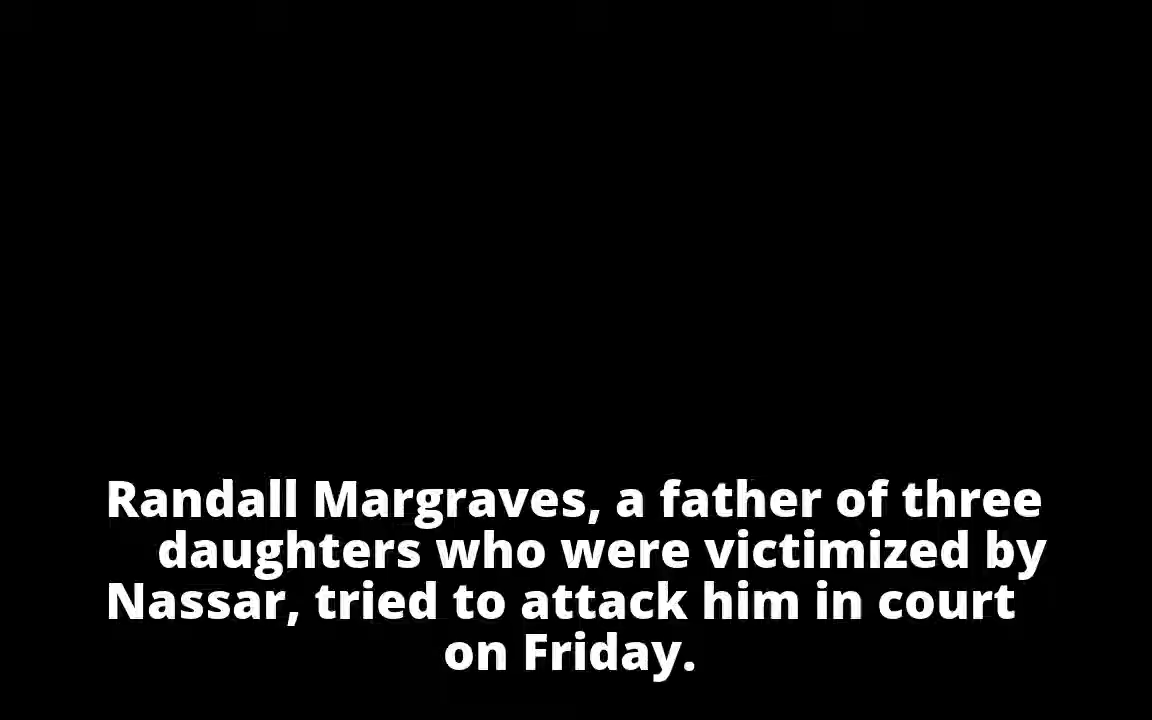 Randall Margraves, a father of three
daughters who were victimized by
Nassar, tried to attack him in court
on Friday.